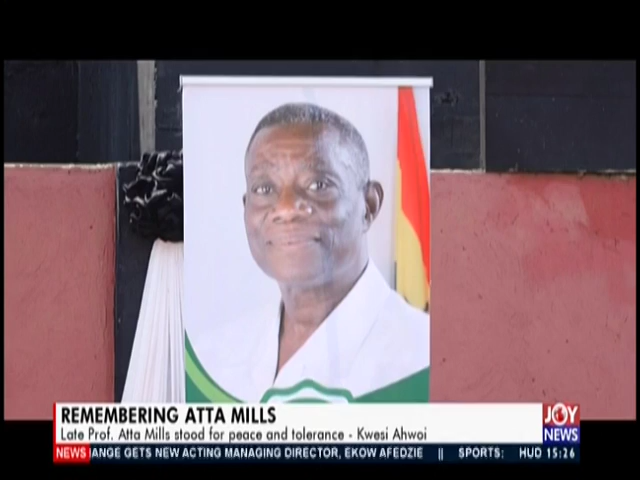 REMEMBERING ATTA MILLS
Late Prof. Atta Mills stood for peace and tolerance - Kwesi Ahwoi
JOY
NEWS
NEWS
ANGE GETS NEW ACTING MANAGING DIRECTOR, EKOW AFEDZIE || SPORTS: HUD 15:26